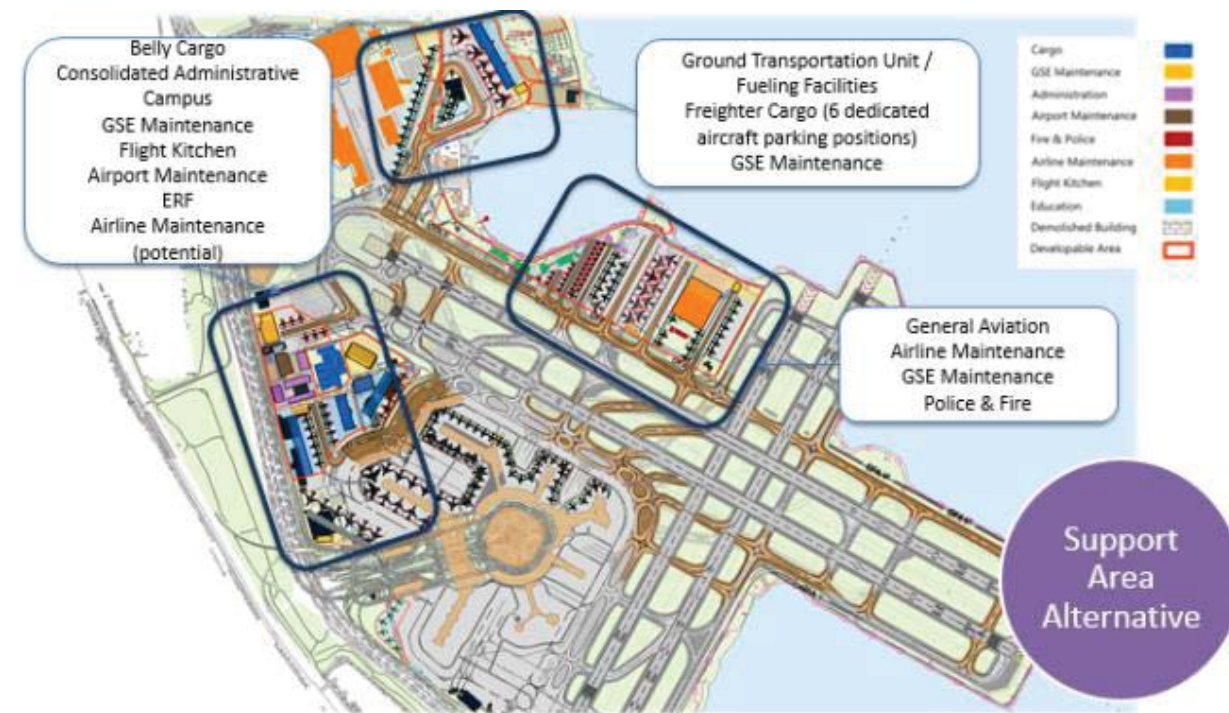 Belly Cargo
Consolidated Administrative
Campus
GSE Maintenance
Flight Kitchen
Airport Maintenance
ERF
Airline Maintenance
(potential)
Ground Transportation Unit /
Fueling Facilities
Freighter Cargo (6 dedicated
aircraft parking positions)
GSE Maintenance
Cargo
GSE Maintenance
Administration
Airport Maintenance
Fire & Police
Airline Maintenance
Flight Kitchen
Education
Demolished Building
Developable Area
General Aviation
Airline Maintenance
GSE Maintenance
Police & Fire
Support
Area
Alternative